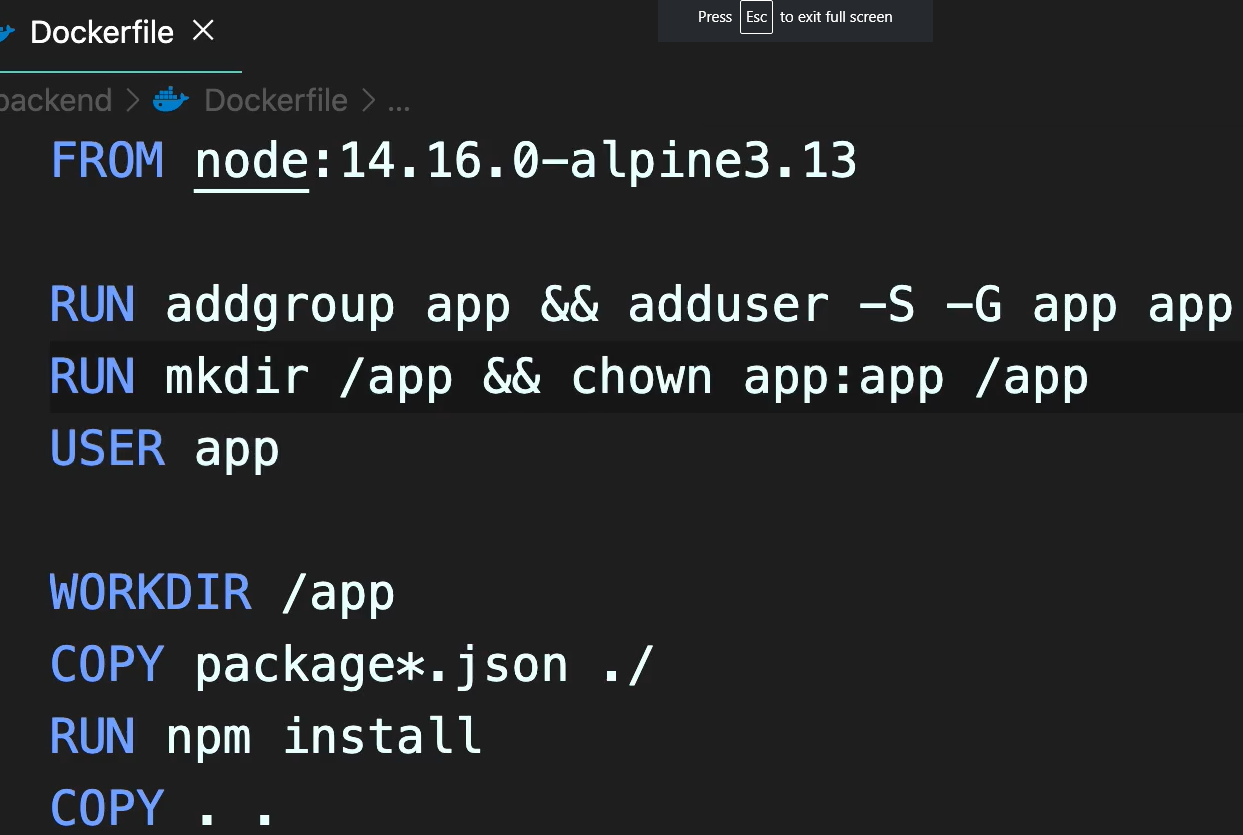 Dockerfile
Press Esc to exit full screen
backend > Dockerfile > ...
FROM node:14.16.0-alpine3.13
RUN addgroup app && adduser -S -G app app
RUN mkdir /app && chown app:app /app
USER app
WORKDIR /app
COPY package*.json ./
RUN npm install
COPY . .